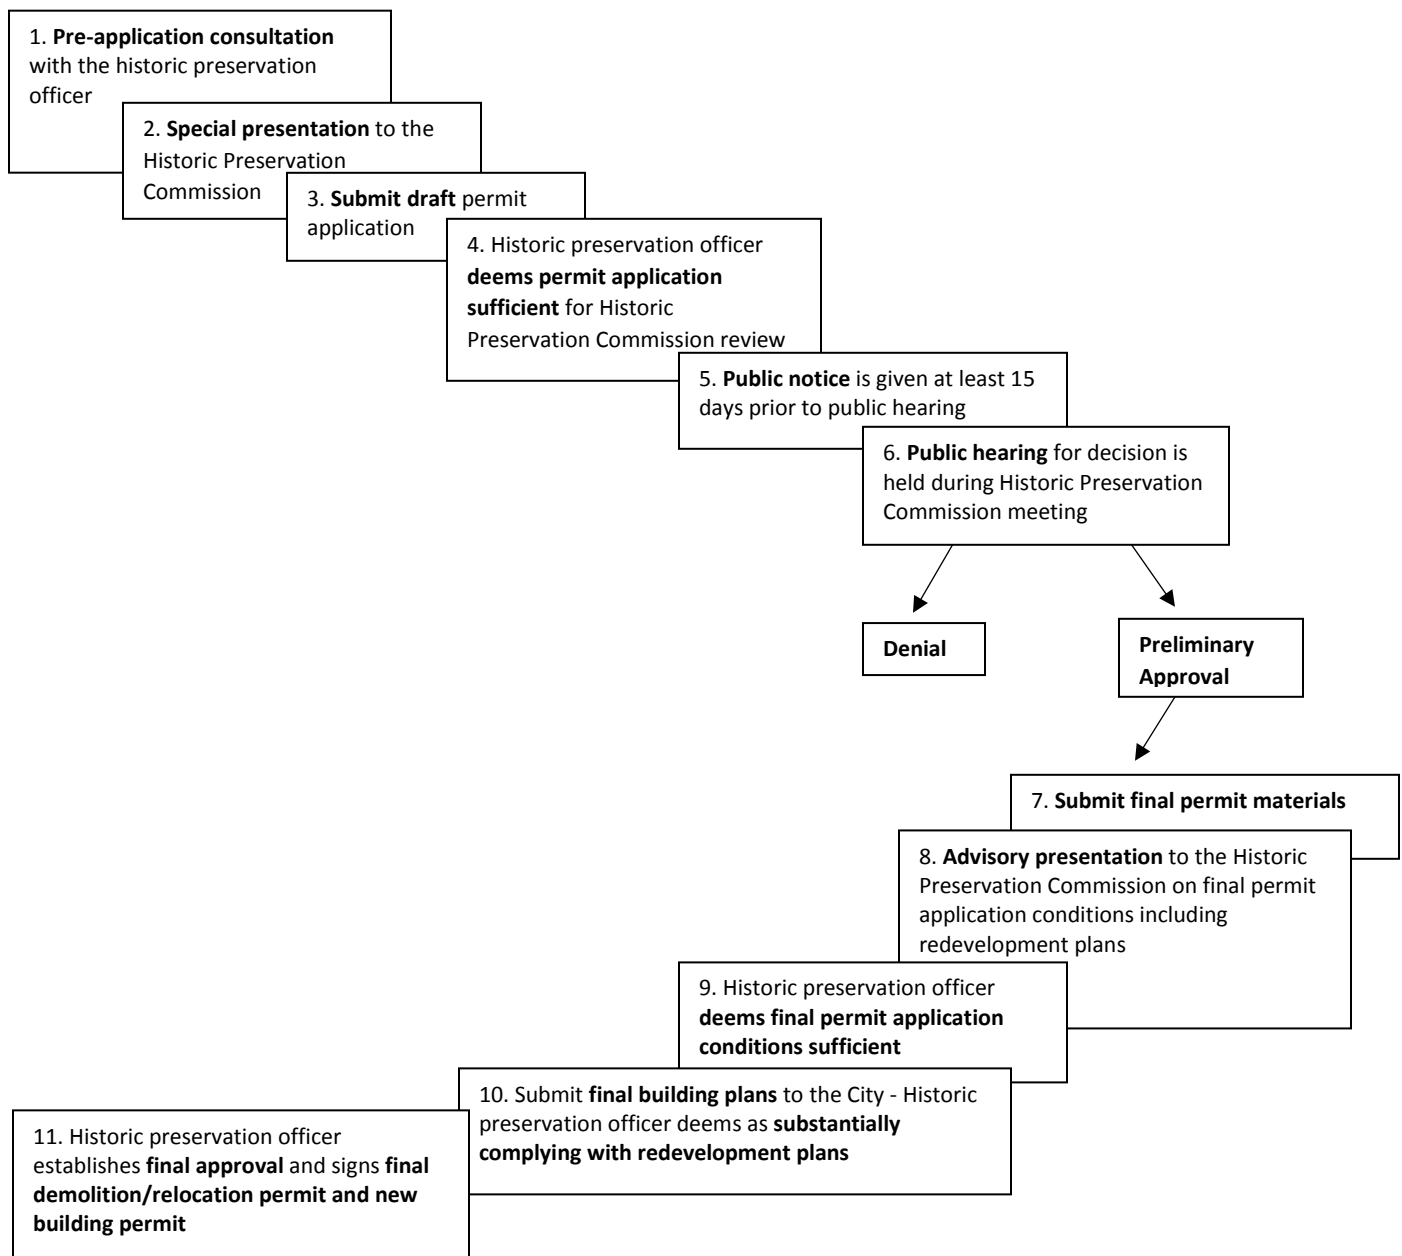 1. Pre-application consultation
with the historic preservation
officer
2. Special presentation to the
Historic Preservation
Commission
3. Submit draft permit
application
4. Historic preservation officer
deems permit application
sufficient for Historic
Preservation Commission review
5. Public notice is given at least 15
days prior to public hearing
6. Public hearing for decision is
held during Historic Preservation
Commission meeting
Denial
Preliminary
Approval
7. Submit final permit materials
8. Advisory presentation to the Historic
Preservation Commission on final permit
application conditions including
redevelopment plans
9. Historic preservation officer
deems final permit application
conditions sufficient
10. Submit final building plans to the City - Historic
preservation officer deems as substantially
complying with redevelopment plans
11. Historic preservation officer
establishes final approval and signs final
demolition/relocation permit and new
building permit